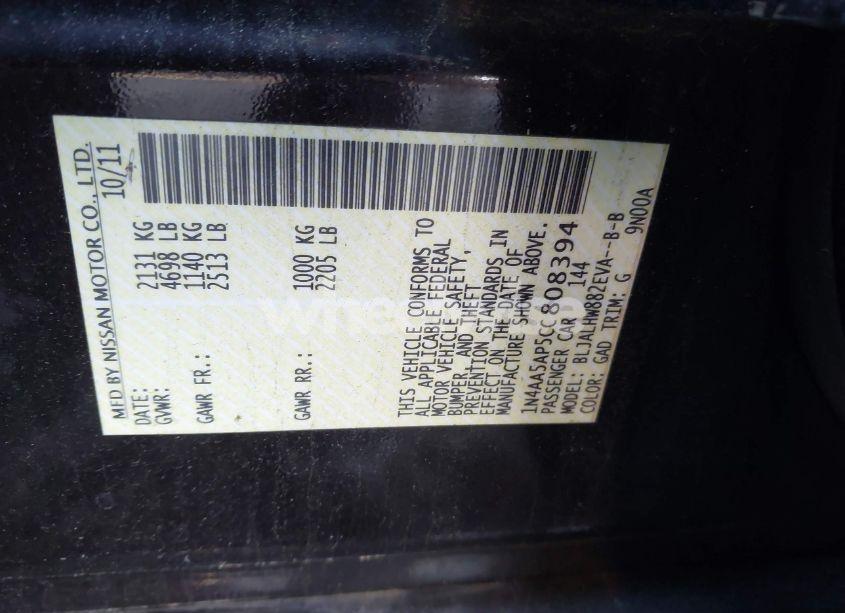 MFD BY NISSAN MOTOR CO., LTD.
DATE: 10/11
GVWR: 2131 KG
4698 LB
GAWR FR.: 1140 KG
2513 LB
GAWR RR.: 1000 KG
2205 LB
THIS VEHICLE CONFORMS TO
ALL APPLICABLE FEDERAL
MOTOR VEHICLE SAFETY,
BUMPER, AND THEFT
PREVENTION STANDARDS IN
EFFECT ON THE DATE OF
MANUFACTURE SHOWN ABOVE.
1N4AA5AP5CC808394
PASSENGER CAR 144
MODEL: BLJALHW882EVA--B-B
COLOR: GAD TRIM: G 9N00A